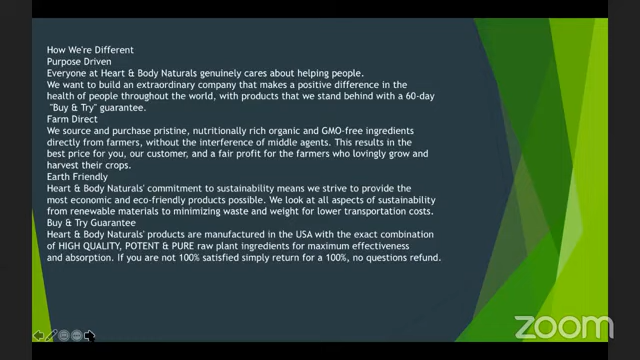 How We're Different
Purpose Driven
Everyone at Heart & Body Naturals genuinely cares about helping people.
We want to build an extraordinary company that makes a positive difference in the
health of people throughout the world, with products that we stand behind with a 60-day
"Buy & Try" guarantee.
Farm Direct
We source and purchase pristine, nutritionally rich organic and GMO-free ingredients
directly from farmers, without the interference of middle agents. This results in the
best price for you, our customer, and a fair profit for the farmers who lovingly grow and
harvest their crops.
Earth Friendly
Heart & Body Naturals' commitment to sustainability means we strive to provide the
most economic and eco-friendly products possible. We look at all aspects of sustainability
from renewable materials to minimizing waste and weight for lower transportation costs.
Buy & Try Guarantee
Heart & Body Naturals' products are manufactured in the USA with the exact combination
of HIGH QUALITY, POTENT & PURE raw plant ingredients for maximum effectiveness
and absorption. If you are not 100% satisfied simply return for a 100%, no questions refund.
zoom